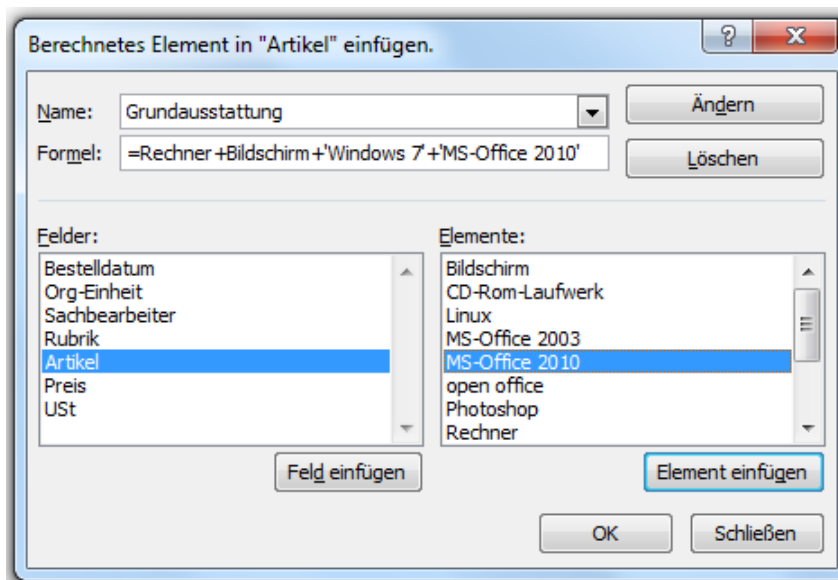 Berechnetes Element in "Artikel" einfügen.
Name: Grundausstattung Ändern
Formel: =Rechner+Bildschirm+'Windows 7'+'MS-Office 2010' Löschen
Felder: Elemente:
Bestelldatum Bildschirm
Org-Einheit CD-Rom-Laufwerk
Sachbearbeiter Linux
Rubrik MS-Office 2003
Artikel MS-Office 2010
Preis open office
USt Photoshop
Rechner
Feld einfügen Element einfügen
OK Schließen